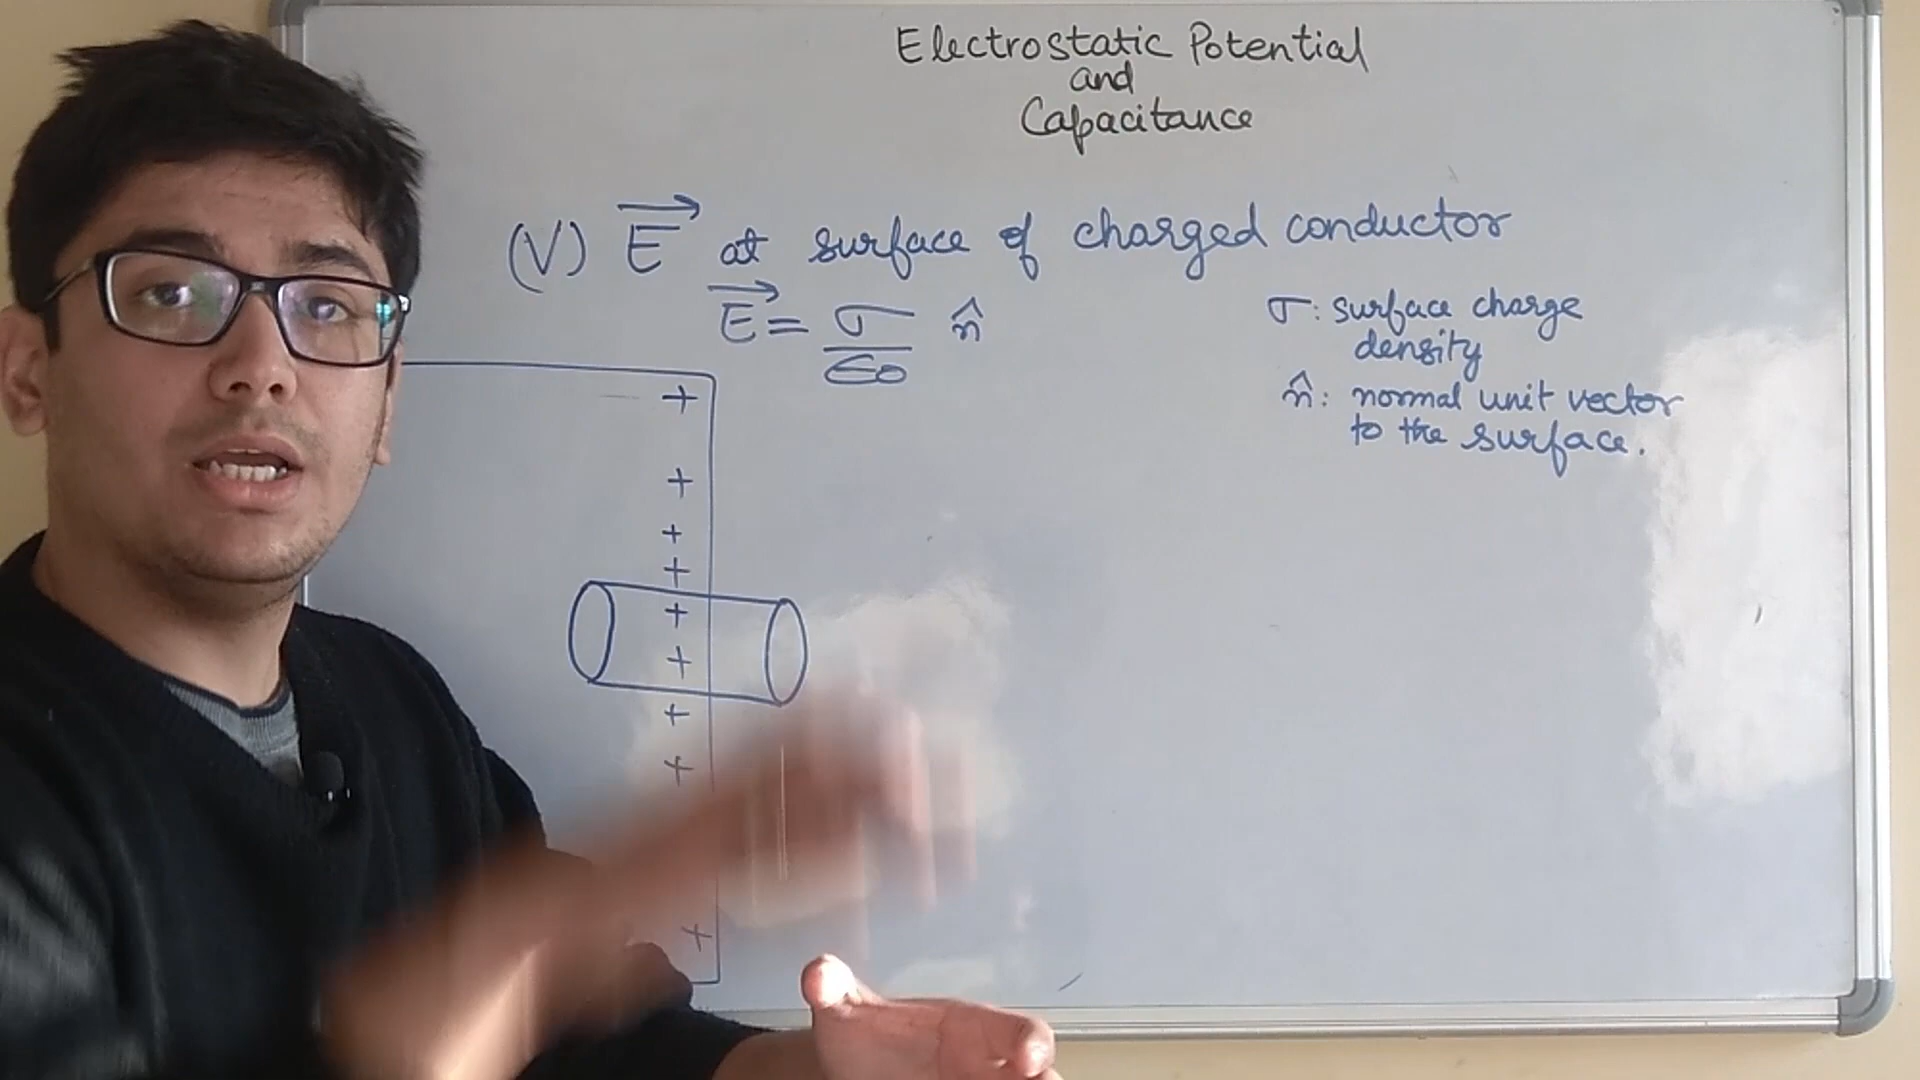 Electrostatic Potential
and
Capacitance
(V) E⃗ at surface of charged conductor
E⃗ = σ/ε₀ n̂
σ: surface charge
density
n̂: normal unit vector
to the surface.
+
+
+
+
+
+
+
+
+